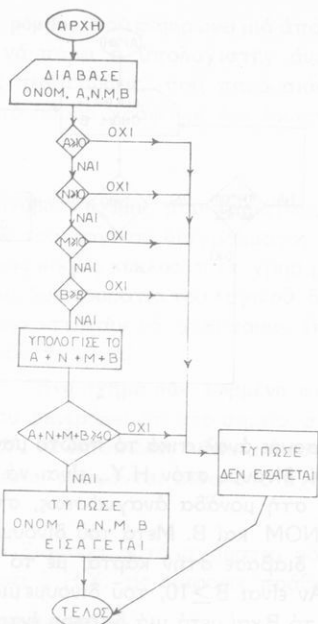 ΑΡΧΗ
ΔΙΑΒΑΣΕ
ΟΝΟΜ. Α,Ν,Μ,Β
ΟΧΙ
ΝΑΙ
ΟΧΙ
ΝΑΙ
ΟΧΙ
ΝΑΙ
ΟΧΙ
ΝΑΙ
ΥΠΟΛΟΓΙΣΕ ΤΟ
Α + Ν + Μ + Β
Α+Ν+Μ+Β≥40
ΟΧΙ
ΝΑΙ
ΤΥΠΩΣΕ
ΔΕΝ ΕΙΣΑΓΕΤΑΙ
ΤΥΠΩΣΕ
ΟΝΟΜ. Α,Ν,Μ,Β
ΕΙΣΑΓΕΤΑΙ
ΤΕΛΟΣ